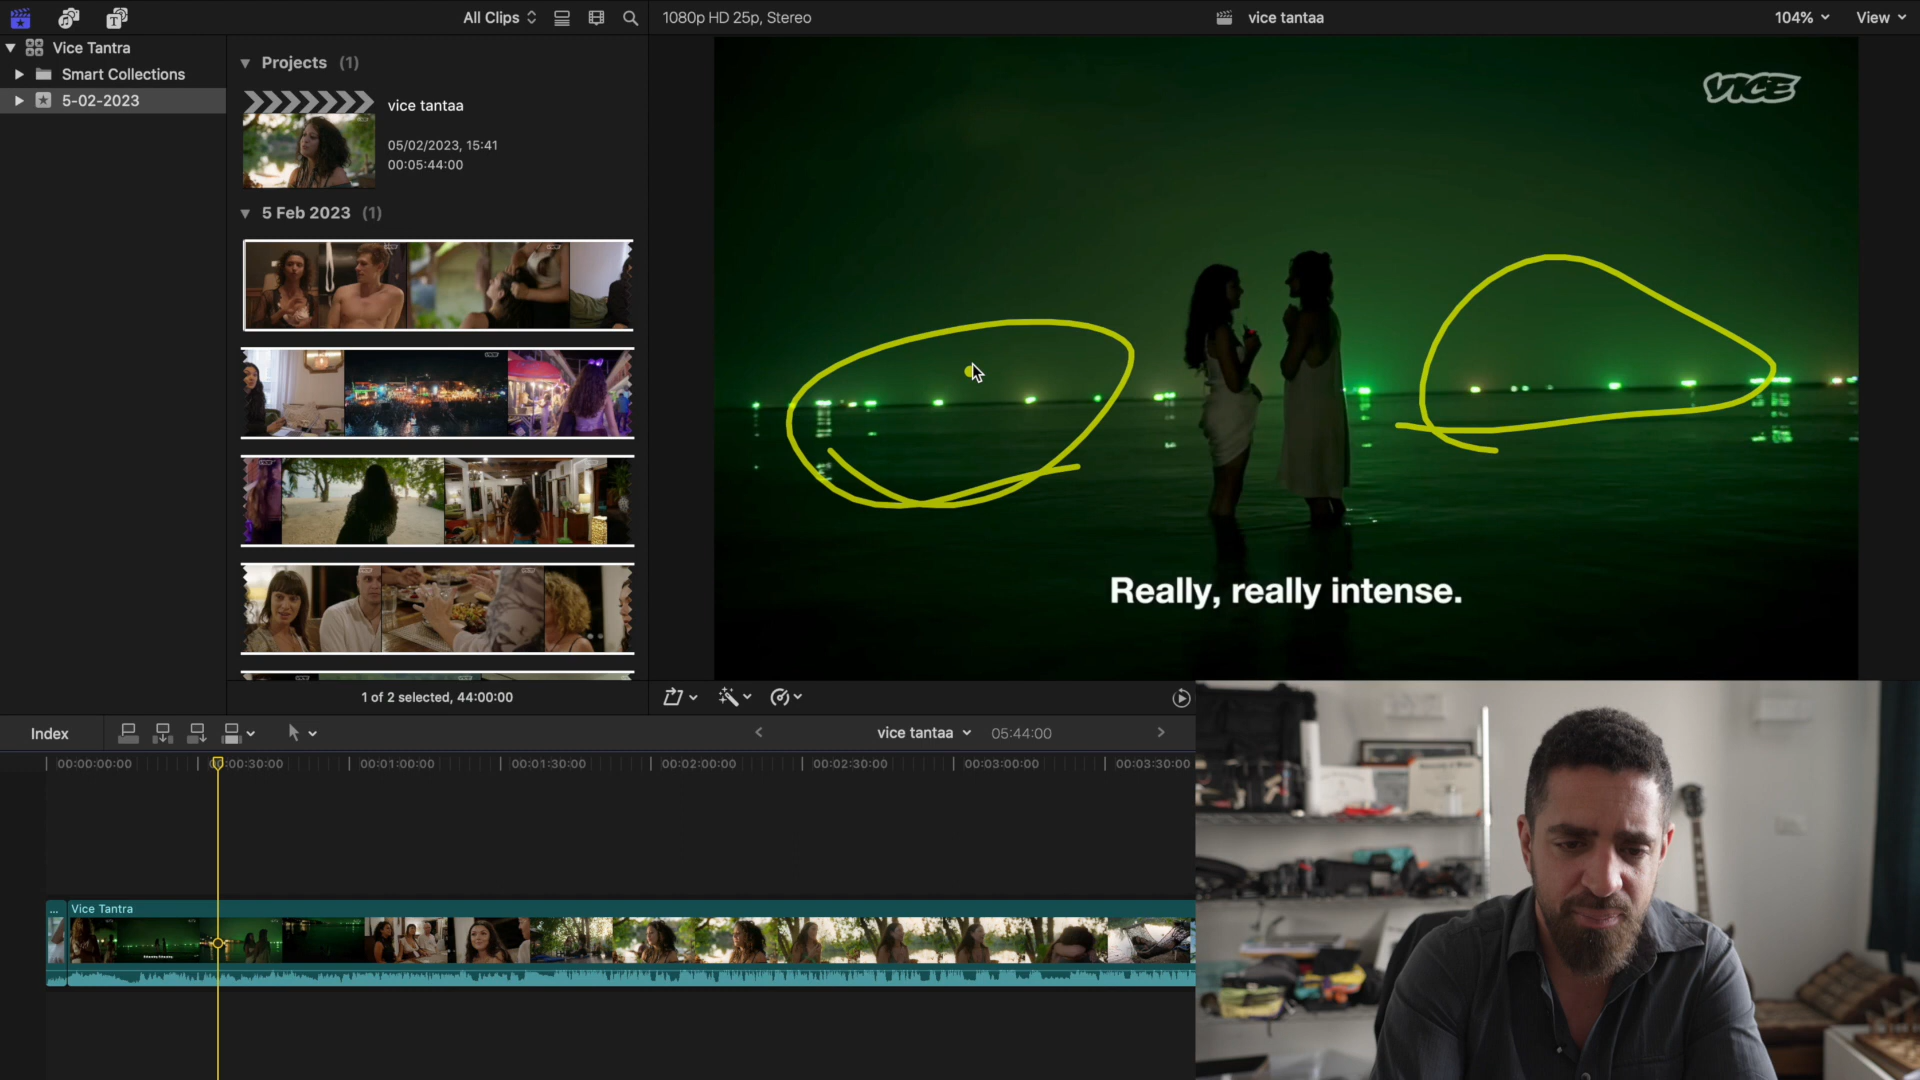 All Clips
1080p HD 25p, Stereo
vice tantaa
104%
View
Vice Tantra
Smart Collections
5-02-2023
Projects (1)
vice tantaa
05/02/2023, 15:41
00:05:44:00
5 Feb 2023 (1)
VICE
Really, really intense.
1 of 2 selected, 44:00:00
Index
vice tantaa
05:44:00
00:00:00:00
00:00:30:00
00:01:00:00
00:01:30:00
00:02:00:00
00:02:30:00
00:03:00:00
00:03:30:00
...
Vice Tantra